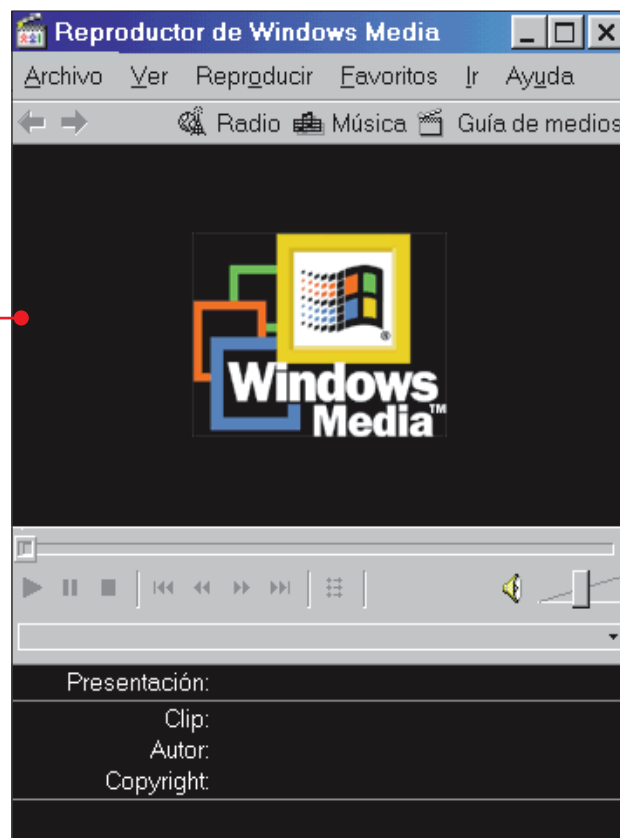 Reproductor de Windows Media
Archivo Ver Reproducir Favoritos Ir Ayuda
Radio Música Guía de medios
Windows
Media™
Presentación:
Clip:
Autor:
Copyright: